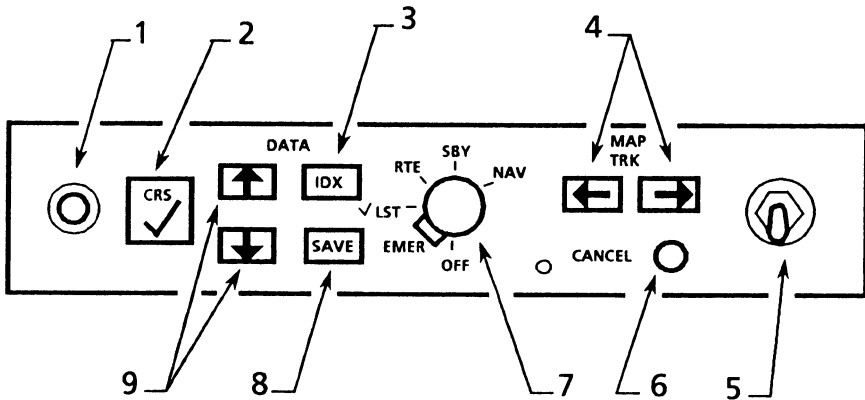 1 2 3 4
DATA
MAP
TRK
CRS
IDX
SAVE
SBY
RTE
NAV
✓ LST
EMER
OFF
CANCEL
9 8 7 6 5